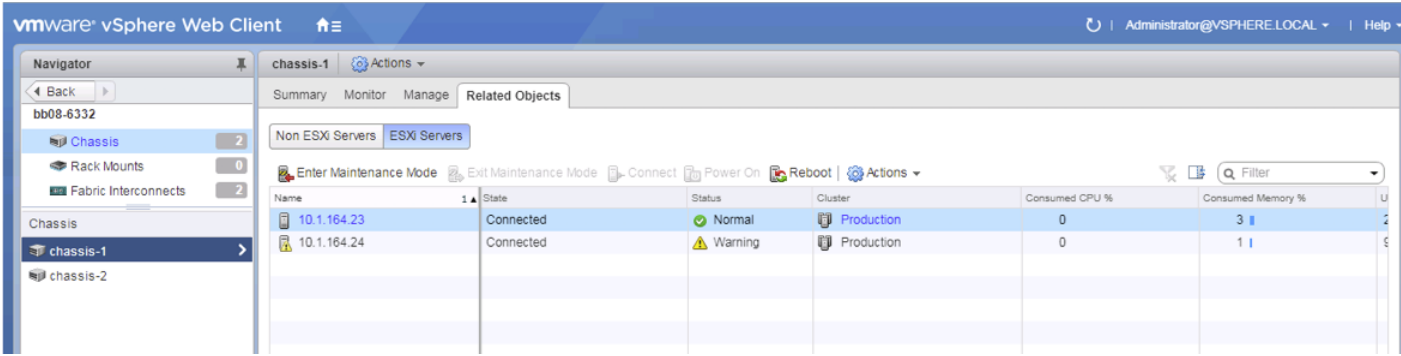 vmware® vSphere Web Client
Administrator@VSPHERE.LOCAL | Help
Navigator
Back
bb08-6332
Chassis 2
Rack Mounts 0
Fabric Interconnects 2
Chassis
chassis-1
chassis-2
chassis-1 Actions
Summary Monitor Manage Related Objects
Non ESXi Servers ESXi Servers
Enter Maintenance Mode Exit Maintenance Mode Connect Power On Reboot | Actions Filter
Name 1 State Status Cluster Consumed CPU % Consumed Memory % U
10.1.164.23 Connected Normal Production 0 3 2
10.1.164.24 Connected Warning Production 0 1